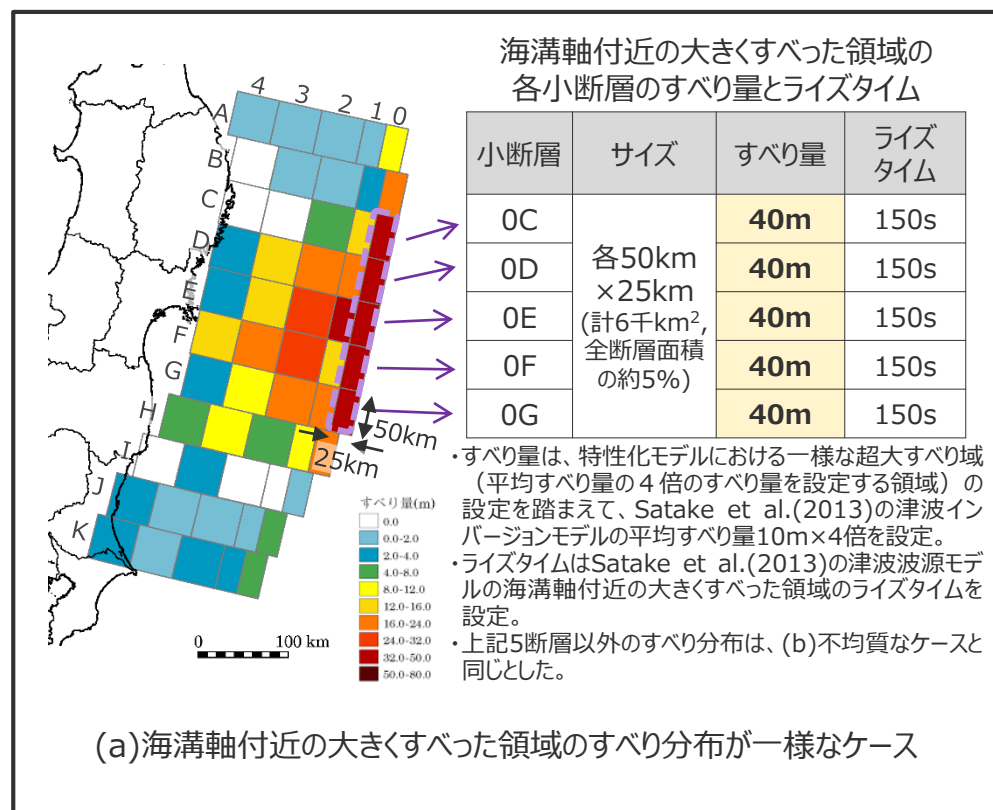 海溝軸付近の大きくすべった領域の
各小断層のすべり量とライズタイム
小断層 サイズ すべり量 ライズ
タイム
0C 40m 150s
0D 40m 150s
0E 40m 150s
0F 40m 150s
0G 40m 150s
各50km
×25km
(計6千km²,
全断層面積
の約5%)
4 3 2 1 0
A
B
C
D
E
F
G
H
I
J
K
50km
25km
すべり量(m)
0.0
0.0-2.0
2.0-4.0
4.0-8.0
8.0-12.0
12.0-16.0
16.0-24.0
24.0-32.0
32.0-50.0
50.0-80.0
0 100 km
・すべり量は、特性化モデルにおける一様な超大すべり域
（平均すべり量の４倍のすべり量を設定する領域）の
設定を踏まえて、Satake et al.(2013)の津波イン
バージョンモデルの平均すべり量10m×4倍を設定。
・ライズタイムはSatake et al.(2013)の津波波源モデ
ルの海溝軸付近の大きくすべった領域のライズタイムを
設定。
・上記5断層以外のすべり分布は、(b)不均質なケースと
同じとした。
(a)海溝軸付近の大きくすべった領域のすべり分布が一様なケース